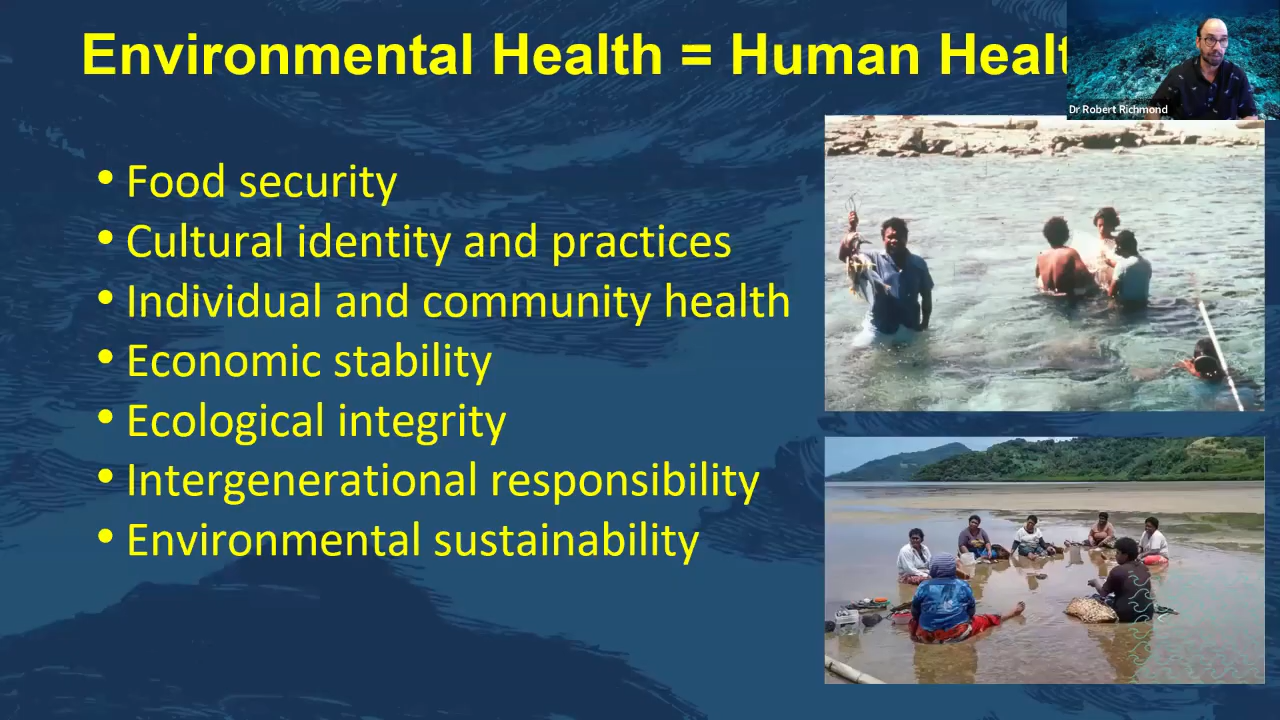 Environmental Health = Human Healt
Dr Robert Richmond
• Food security
• Cultural identity and practices
• Individual and community health
• Economic stability
• Ecological integrity
• Intergenerational responsibility
• Environmental sustainability